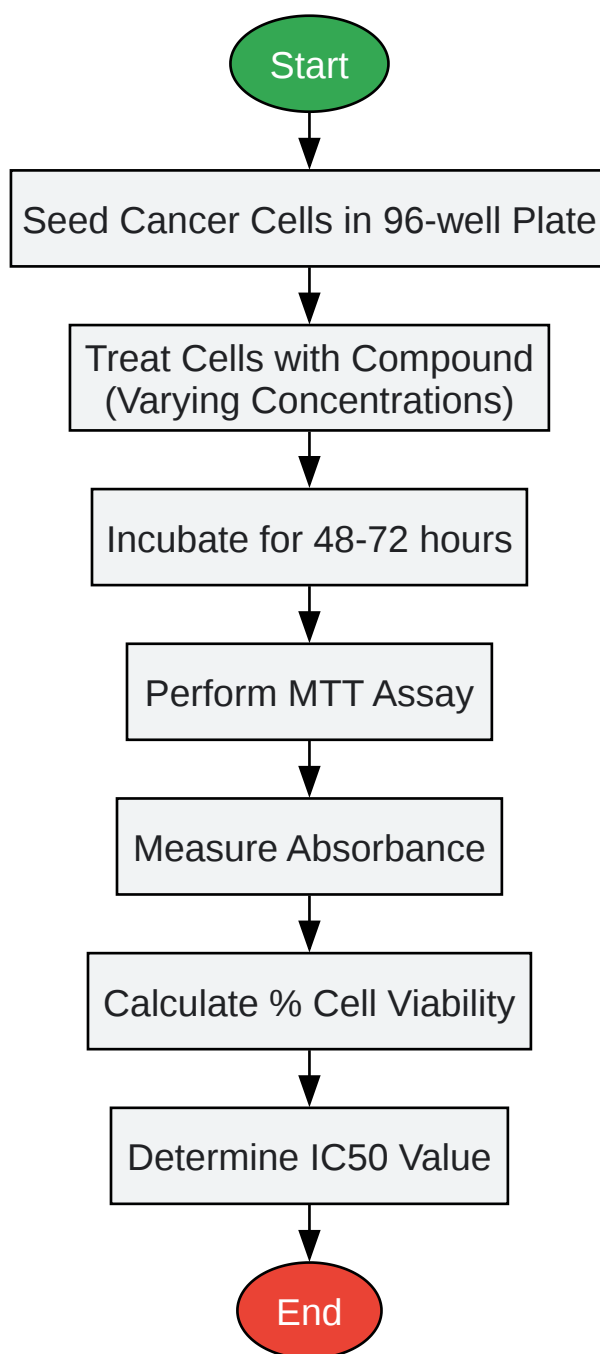 Start
Seed Cancer Cells in 96-well Plate
Treat Cells with Compound
(Varying Concentrations)
Incubate for 48-72 hours
Perform MTT Assay
Measure Absorbance
Calculate % Cell Viability
Determine IC50 Value
End